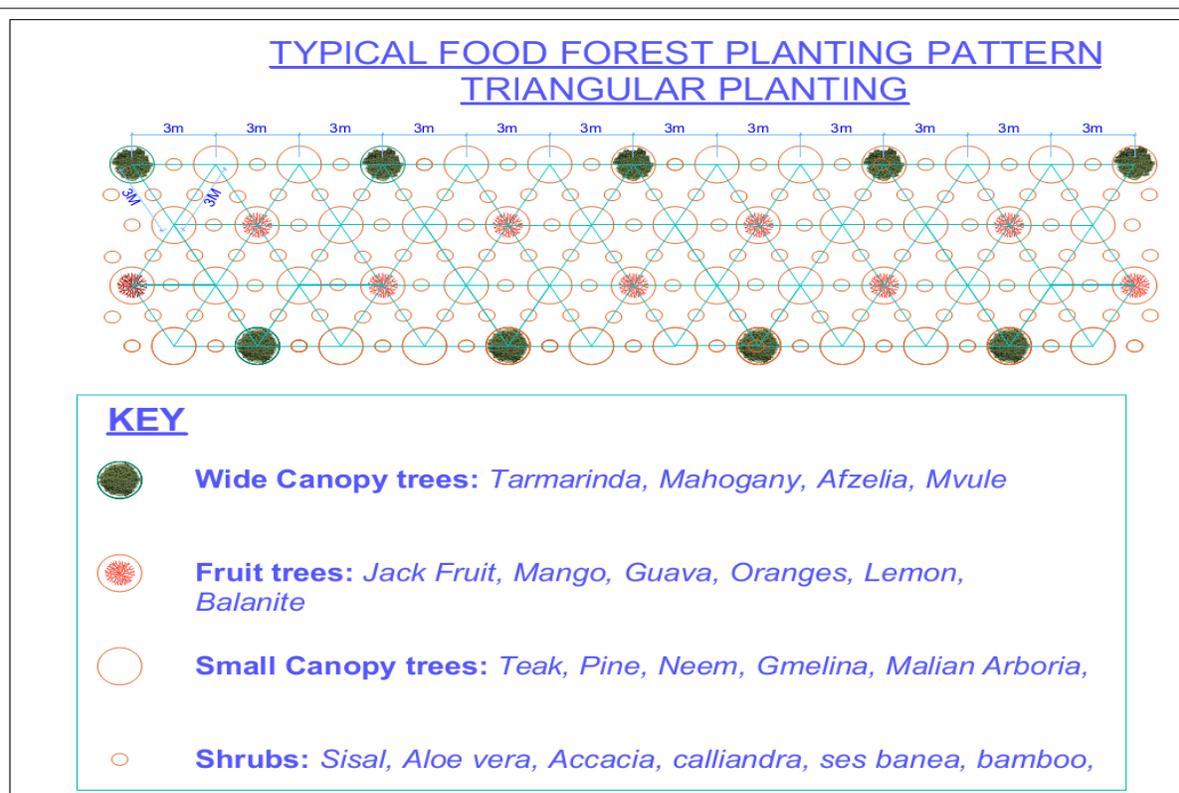 TYPICAL FOOD FOREST PLANTING PATTERN
TRIANGULAR PLANTING
3m 3m 3m 3m 3m 3m 3m 3m 3m 3m 3m 3m
3M 3M
KEY
Wide Canopy trees: Tarmarinda, Mahogany, Afzelia, Mvule
Fruit trees: Jack Fruit, Mango, Guava, Oranges, Lemon,
Balanite
Small Canopy trees: Teak, Pine, Neem, Gmelina, Malian Arboria,
Shrubs: Sisal, Aloe vera, Accacia, calliandra, ses banea, bamboo,